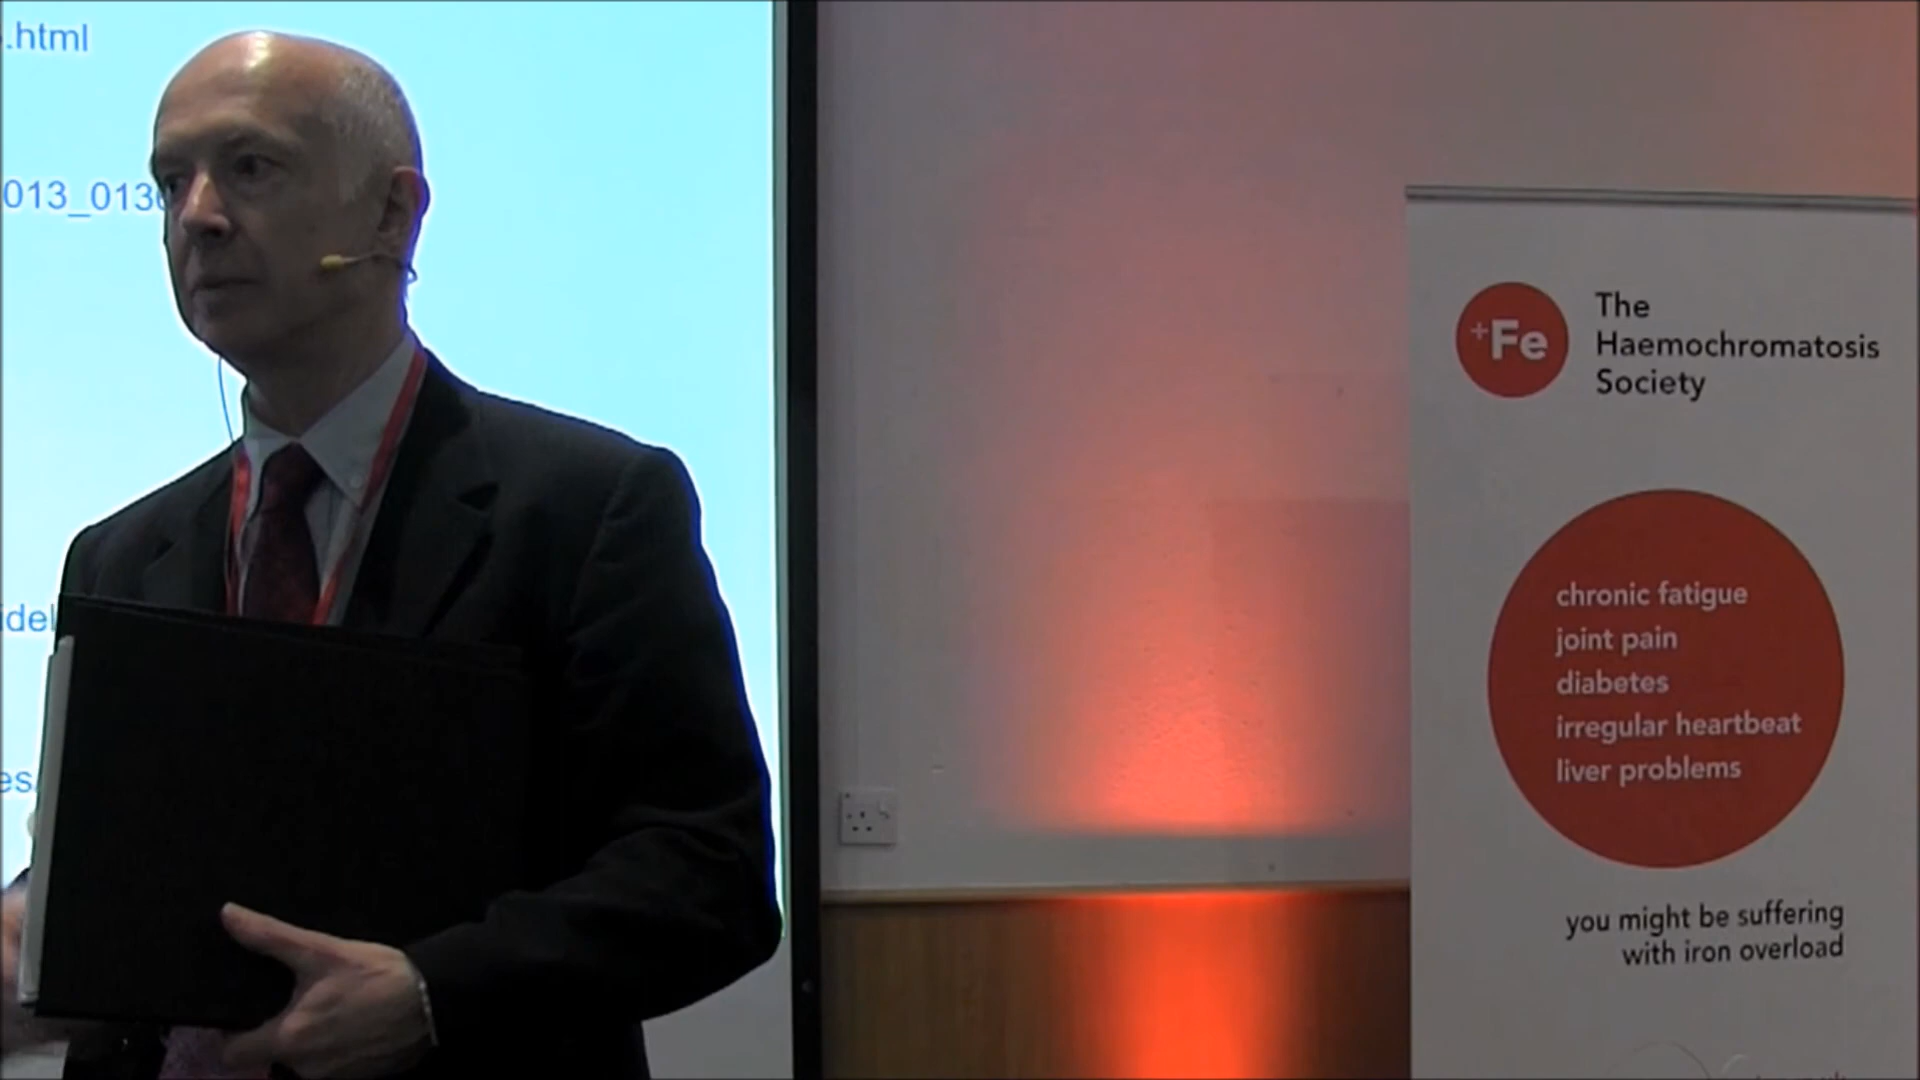 .html
013_013
idel
es
+Fe
The
Haemochromatosis
Society
chronic fatigue
joint pain
diabetes
irregular heartbeat
liver problems
you might be suffering
with iron overload